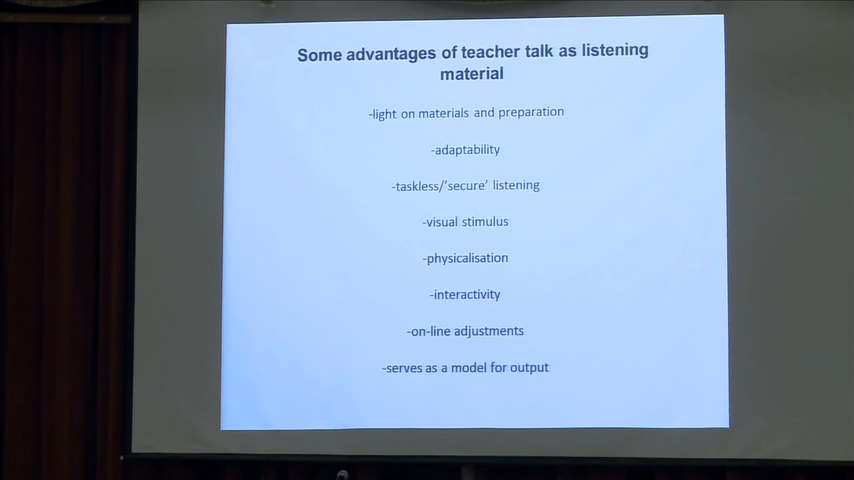 Some advantages of teacher talk as listening
material
-light on materials and preparation
-adaptability
-taskless/'secure' listening
-visual stimulus
-physicalisation
-interactivity
-on-line adjustments
-serves as a model for output